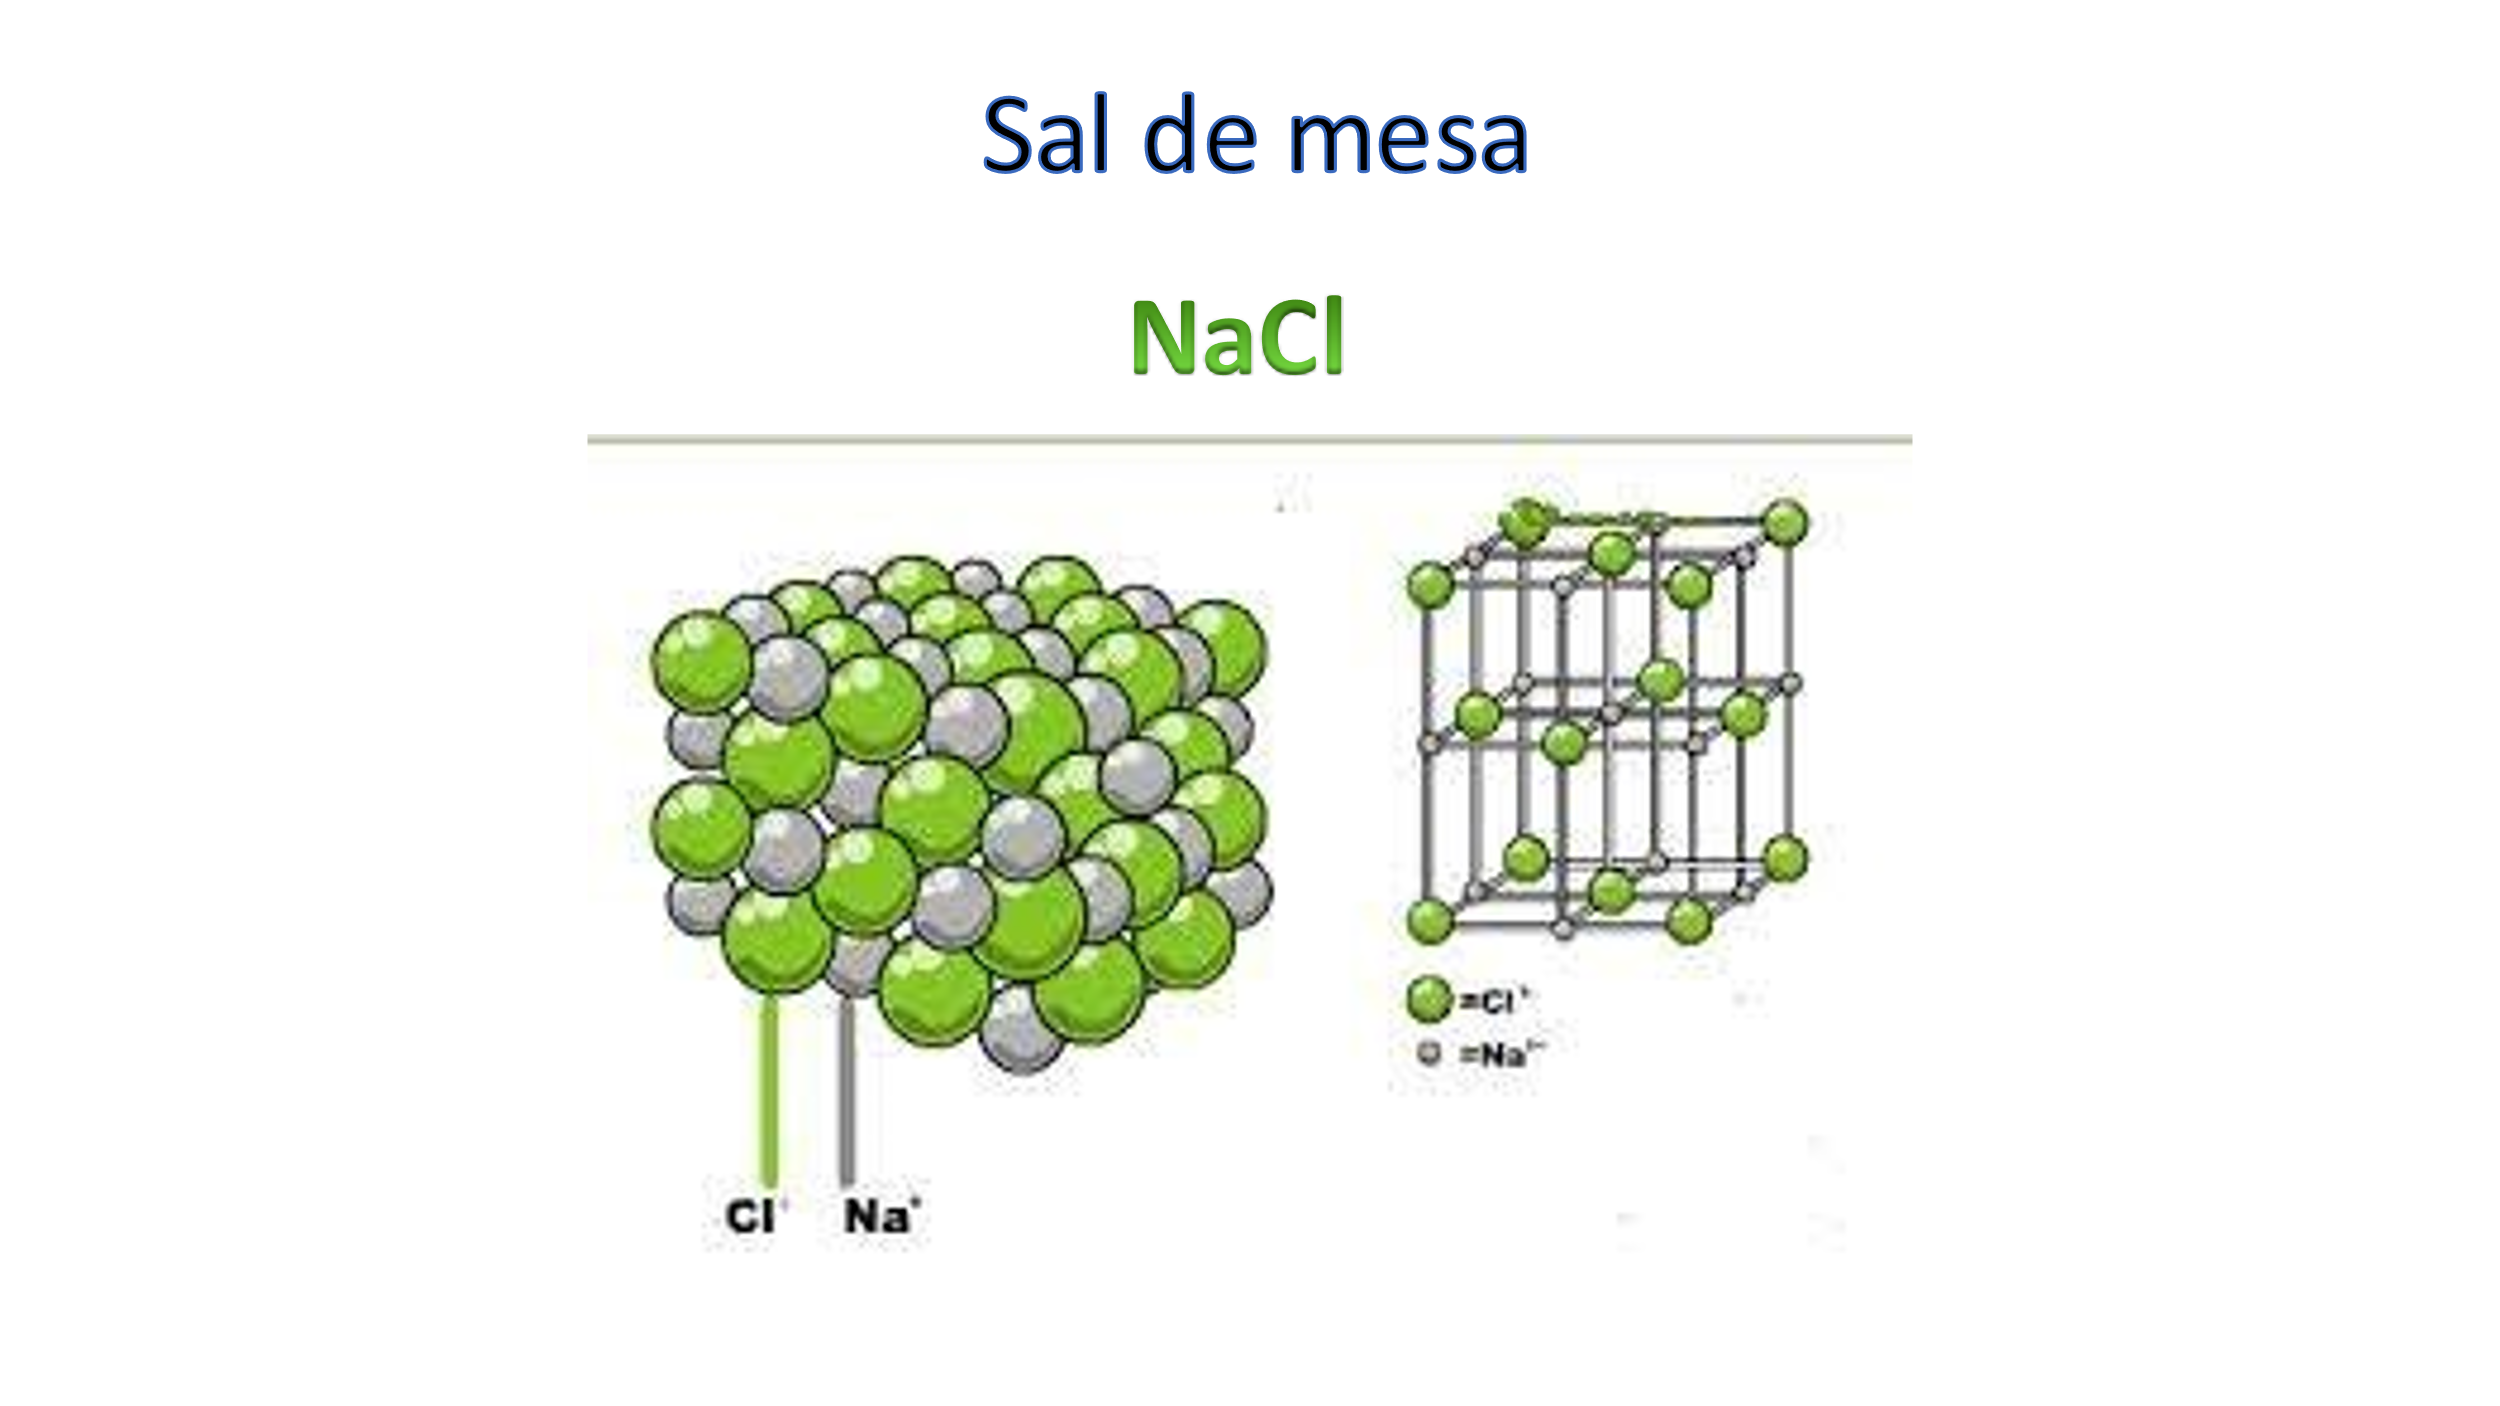 Sal de mesa
NaCl
=Cl⁺
=Na
Cl Na⁺